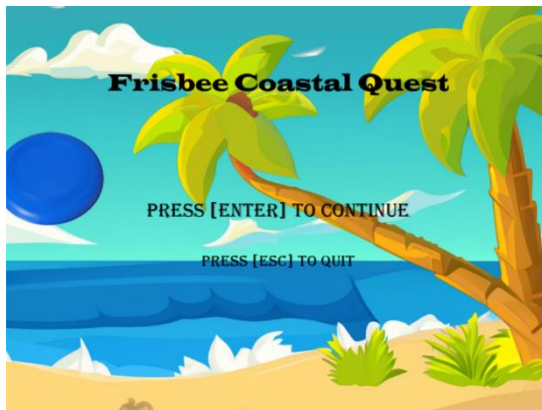 Frisbee Coastal Quest
PRESS [ENTER] TO CONTINUE
PRESS [ESC] TO QUIT